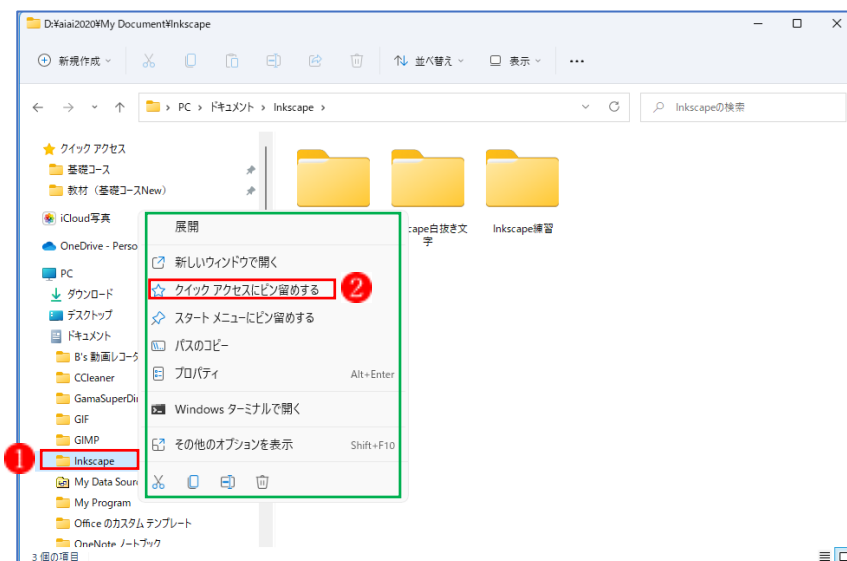 D:¥aiai2020¥My Document¥Inkscape
新規作成
並べ替え
表示
PC › ドキュメント › Inkscape ›
Inkscapeの検索
クイック アクセス
基礎コース
教材（基礎コースNew）
iCloud写真
OneDrive - Perso
PC
ダウンロード
デスクトップ
ドキュメント
B's 動画レコーダ
CCleaner
GamaSuperDir
GIF
GIMP
1
Inkscape
My Data Sour
My Program
Office のカスタム テンプレート
OneNote ノートブック
3 個の項目
cape白抜き文
字
Inkscape練習
展開
新しいウィンドウで開く
クイック アクセスにピン留めする
2
スタート メニューにピン留めする
パスのコピー
プロパティ Alt+Enter
Windows ターミナルで開く
その他のオプションを表示 Shift+F10